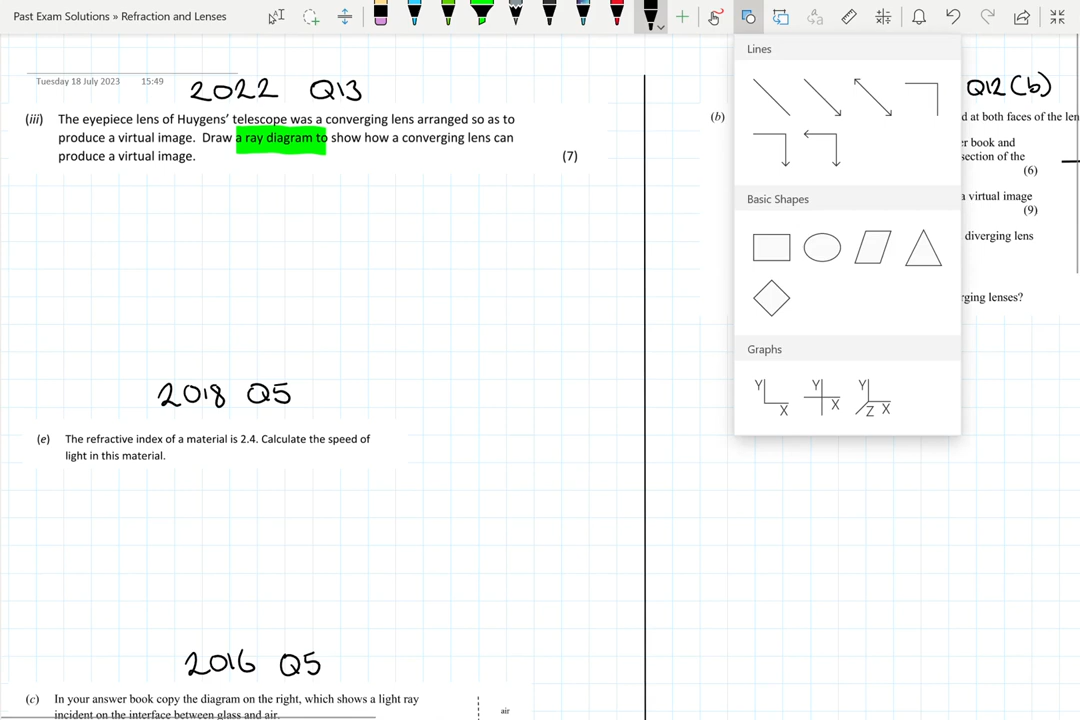 Past Exam Solutions » Refraction and Lenses
Tuesday 18 July 2023 15:49
2022 Q13
(iii) The eyepiece lens of Huygens' telescope was a converging lens arranged so as to
produce a virtual image. Draw a ray diagram to show how a converging lens can
produce a virtual image.
(7)
2018 Q5
(e) The refractive index of a material is 2.4. Calculate the speed of
light in this material.
2016 Q5
(c) In your answer book copy the diagram on the right, which shows a light ray
incident on the interface between glass and air.
air
Lines
Basic Shapes
Graphs
Y
X
Y
X
Y
Z X
Q12 (b)
(b)
d at both faces of the len
r book and
section of the
(6)
a virtual image
(9)
diverging lens
ging lenses?